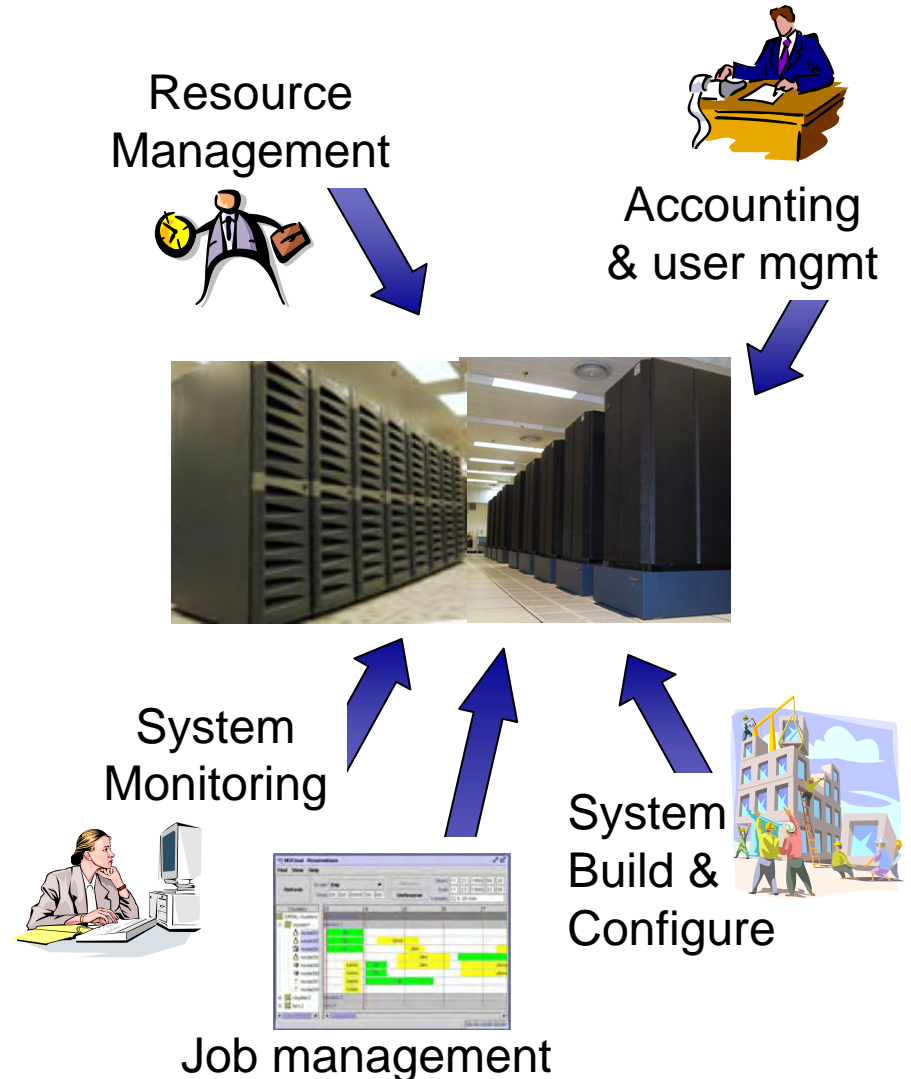 Resource
Management
Accounting
& user mgmt
System
Monitoring
System
Build &
Configure
Job management